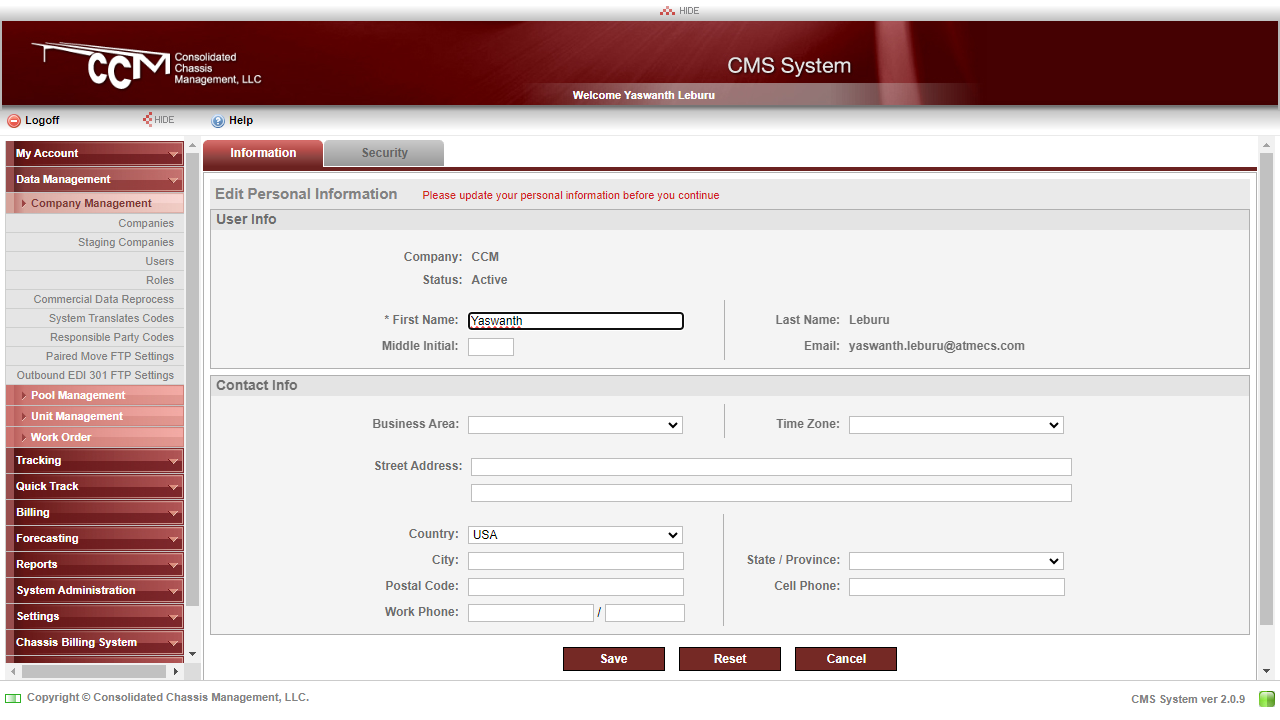 HIDE
CCM Consolidated
Chassis
Management, LLC
CMS System
Welcome Yaswanth Leburu
Logoff
HIDE
Help
My Account
Data Management
Company Management
Companies
Staging Companies
Users
Roles
Commercial Data Reprocess
System Translates Codes
Responsible Party Codes
Paired Move FTP Settings
Outbound EDI 301 FTP Settings
Pool Management
Unit Management
Work Order
Tracking
Quick Track
Billing
Forecasting
Reports
System Administration
Settings
Chassis Billing System
Information Security
Edit Personal Information Please update your personal information before you continue
User Info
Company: CCM
Status: Active
* First Name: Yaswanth Last Name: Leburu
Middle Initial: Email: yaswanth.leburu@atmecs.com
Contact Info
Business Area: Time Zone:
Street Address:
Country: USA
City: State / Province:
Postal Code: Cell Phone:
Work Phone: /
Save Reset Cancel
Copyright © Consolidated Chassis Management, LLC. CMS System ver 2.0.9